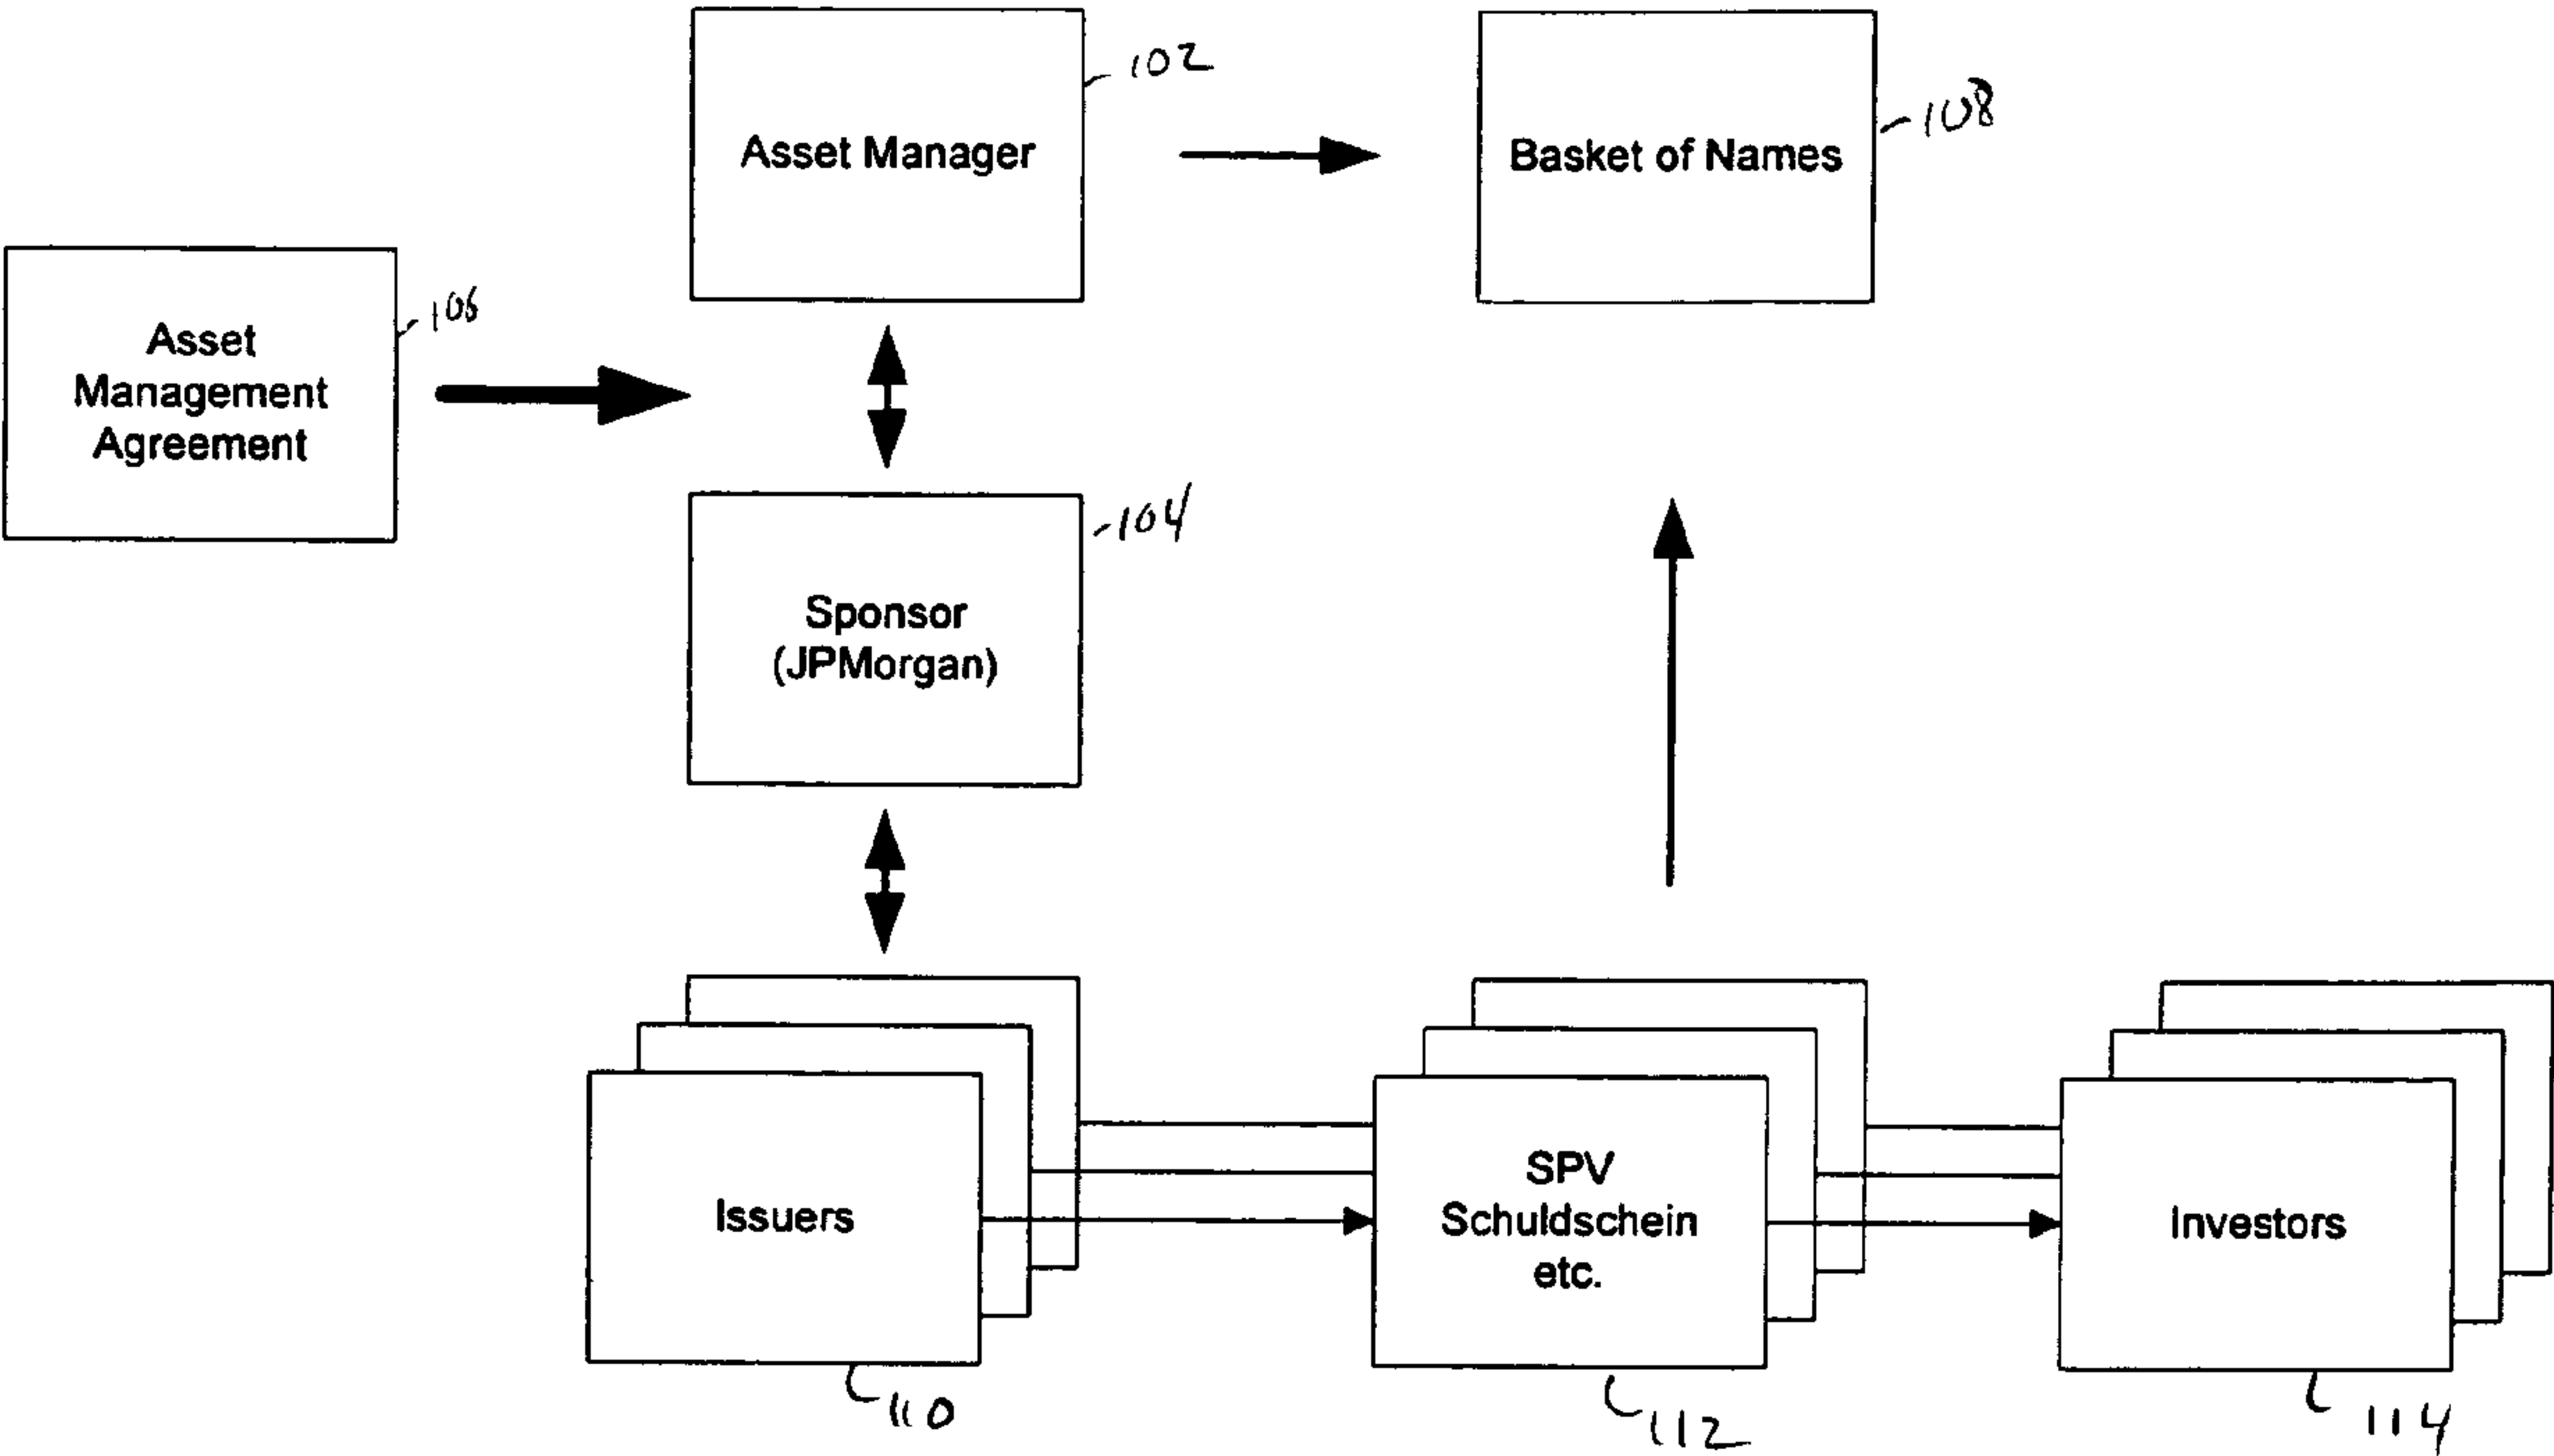 Asset Manager
102
Basket of Names
108
Asset
Management
Agreement
106
Sponsor
(JPMorgan)
104
Issuers
110
SPV
Schuldschein
etc.
112
Investors
114